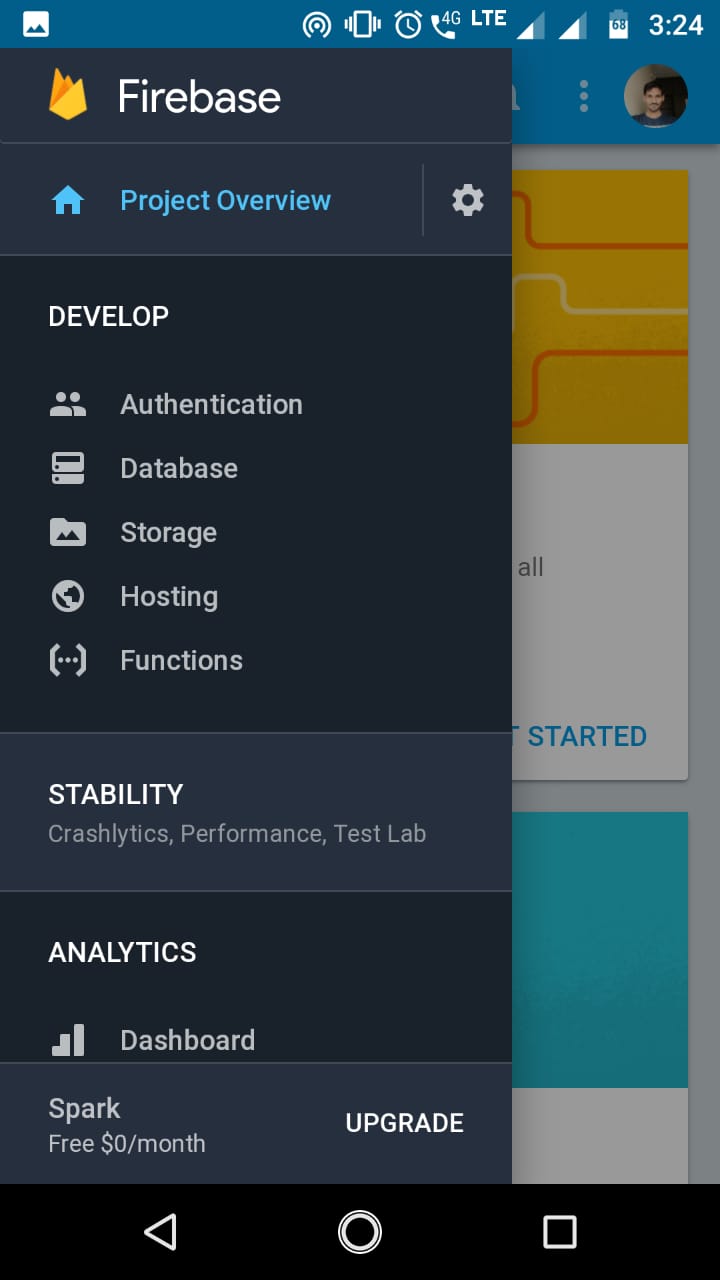 4G LTE 68 3:24
Firebase
Project Overview
DEVELOP
Authentication
Database
Storage
all
Hosting
Functions
T STARTED
STABILITY
Crashlytics, Performance, Test Lab
ANALYTICS
Dashboard
Spark
Free $0/month
UPGRADE